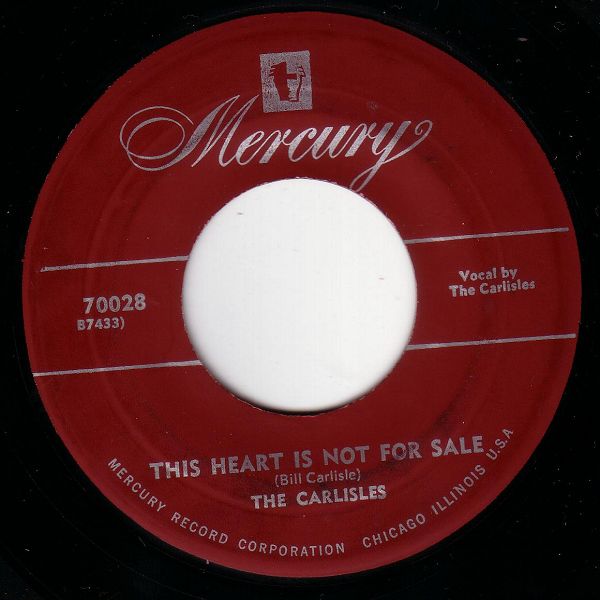 Mercury
Vocal by
The Carlisles
70028
B7433)
THIS HEART IS NOT FOR SALE
(Bill Carlisle)
THE CARLISLES
MERCURY RECORD CORPORATION CHICAGO ILLINOIS U.S.A